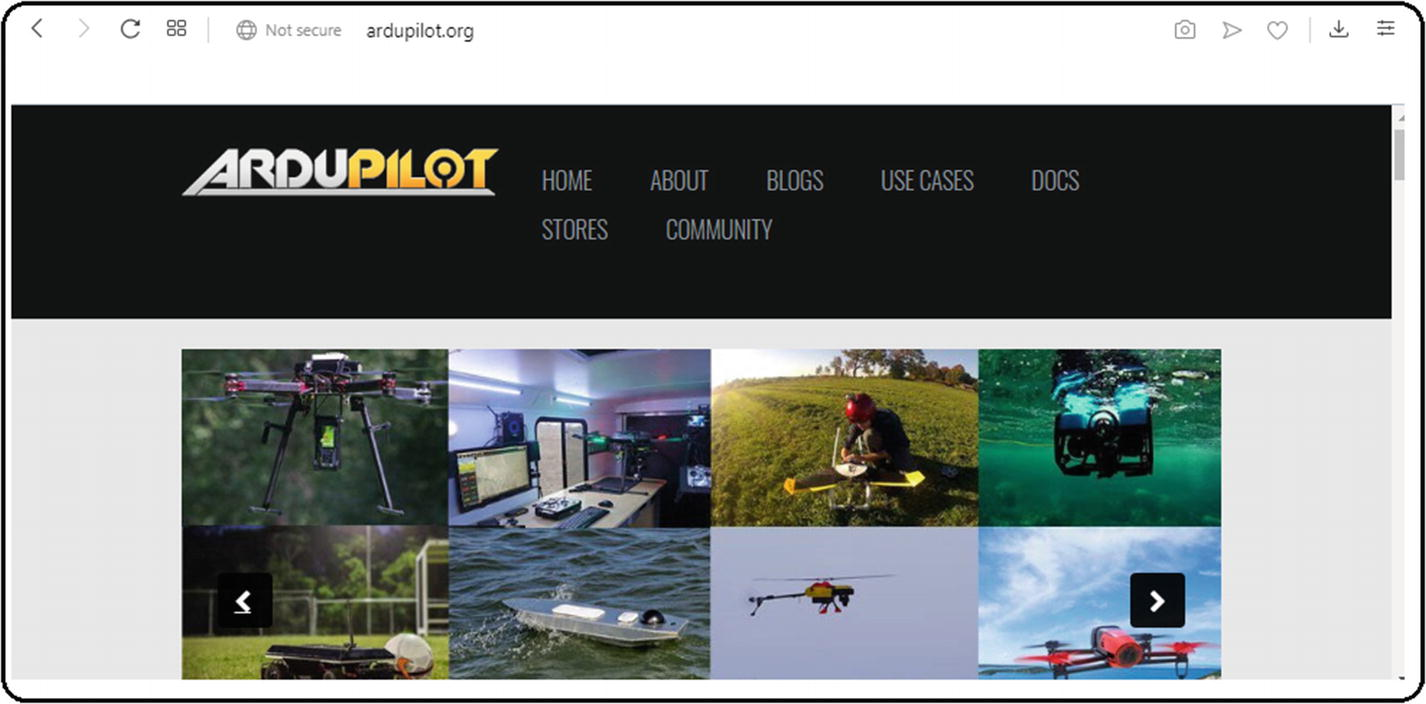 Not secure ardupilot.org
ARDUPILOT
HOME ABOUT BLOGS USE CASES DOCS
STORES COMMUNITY